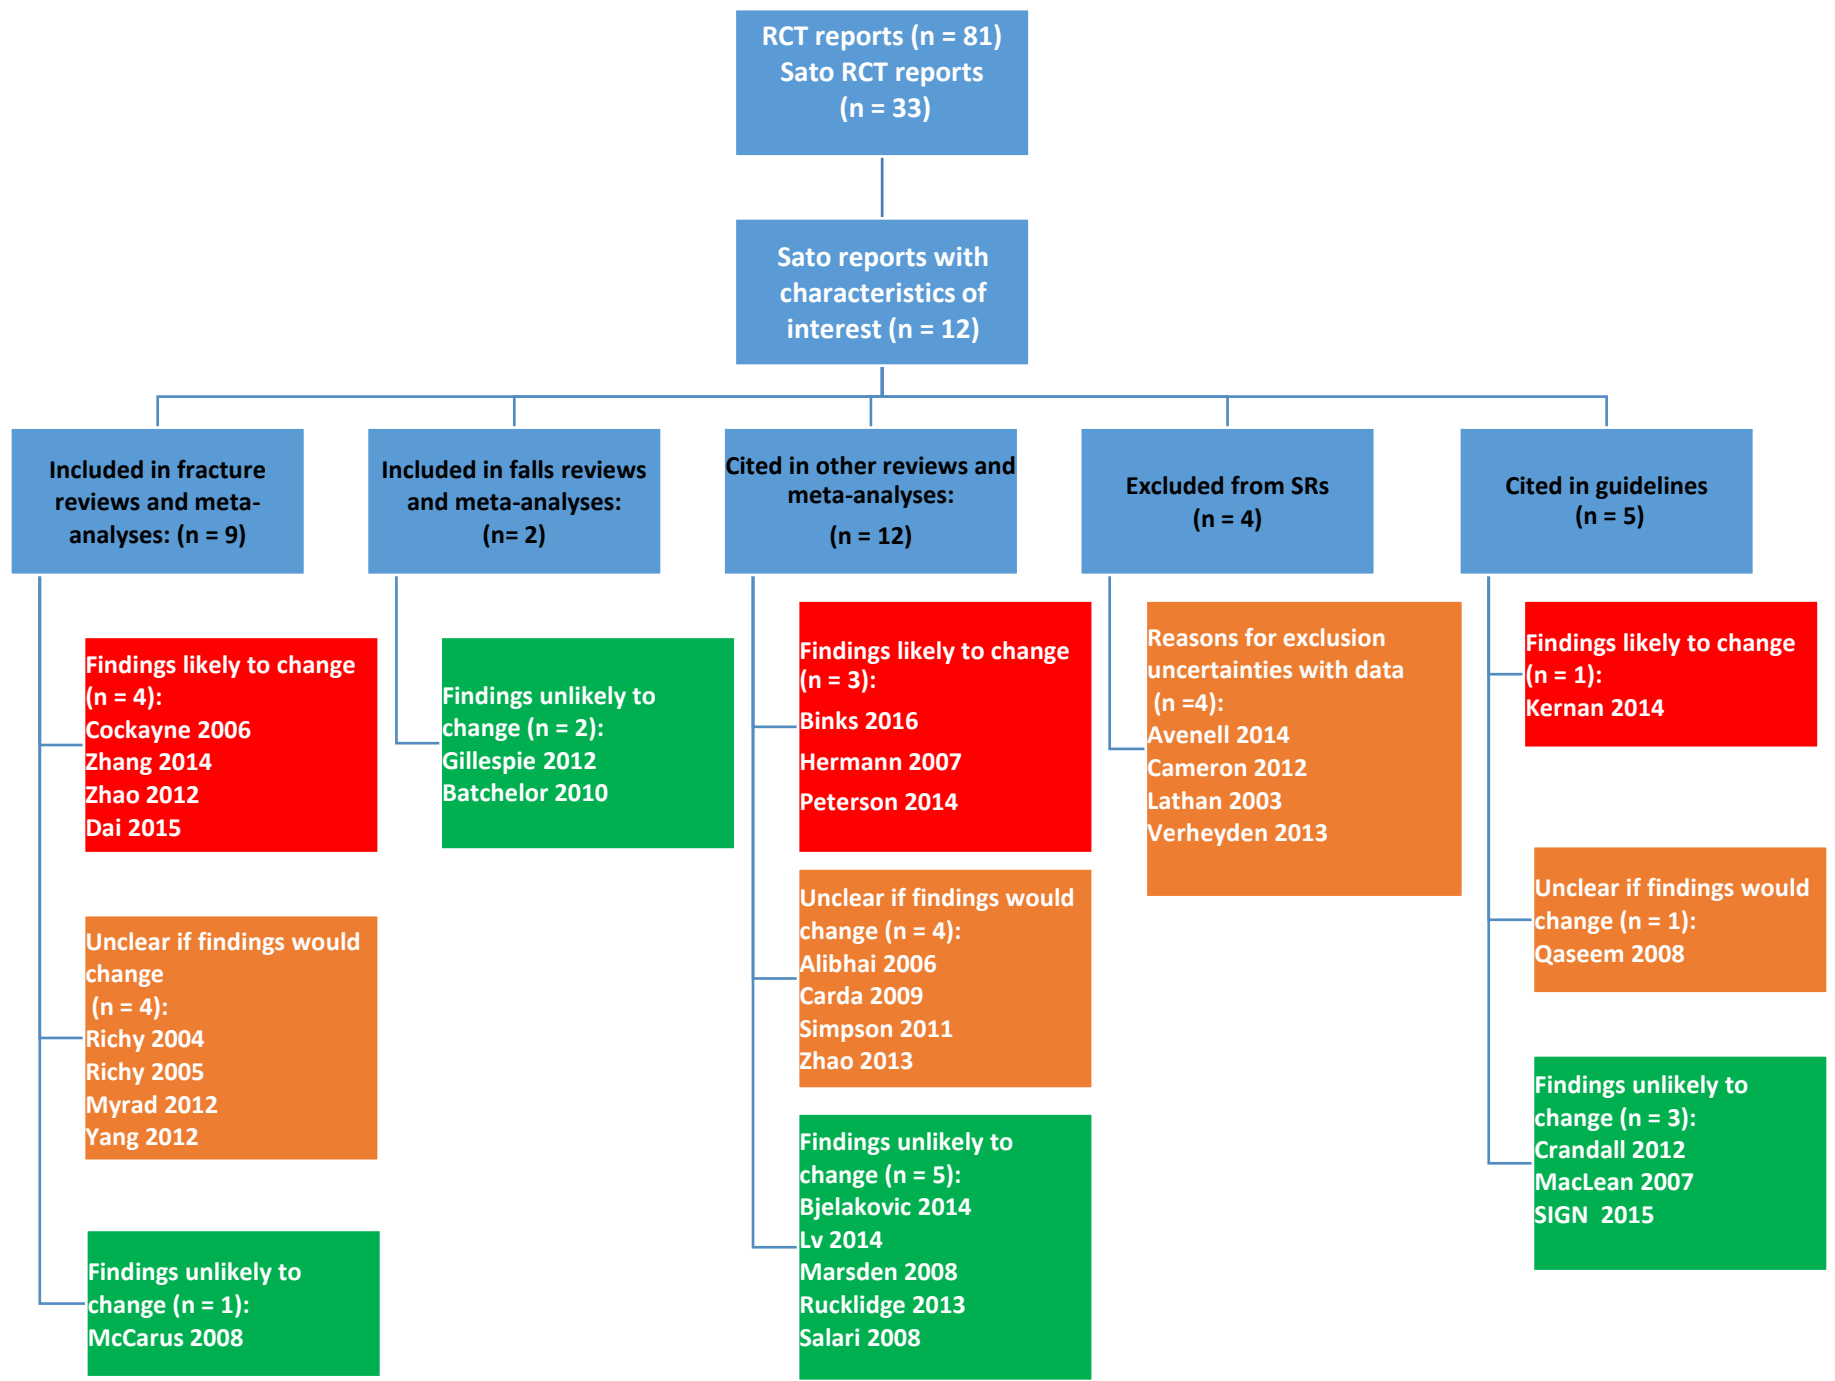 RCT reports (n = 81)
Sato RCT reports
(n = 33)
Sato reports with
characteristics of
interest (n = 12)
Included in fracture
reviews and meta-
analyses: (n = 9)
Included in falls reviews
and meta-analyses:
(n= 2)
Cited in other reviews and
meta-analyses:
(n = 12)
Excluded from SRs
(n = 4)
Cited in guidelines
(n = 5)
Findings likely to change
(n = 4):
Cockayne 2006
Zhang 2014
Zhao 2012
Dai 2015
Unclear if findings would
change
(n = 4):
Richy 2004
Richy 2005
Myrad 2012
Yang 2012
Findings unlikely to
change (n = 1):
McCarus 2008
Findings unlikely to
change (n = 2):
Gillespie 2012
Batchelor 2010
Findings likely to change
(n = 3):
Binks 2016
Hermann 2007
Peterson 2014
Unclear if findings would
change (n = 4):
Alibhai 2006
Carda 2009
Simpson 2011
Zhao 2013
Findings unlikely to
change (n = 5):
Bjelakovic 2014
Lv 2014
Marsden 2008
Rucklidge 2013
Salari 2008
Reasons for exclusion
uncertainties with data
(n =4):
Avenell 2014
Cameron 2012
Lathan 2003
Verheyden 2013
Findings likely to change
(n = 1):
Kernan 2014
Unclear if findings would
change (n = 1):
Qaseem 2008
Findings unlikely to
change (n = 3):
Crandall 2012
MacLean 2007
SIGN  2015